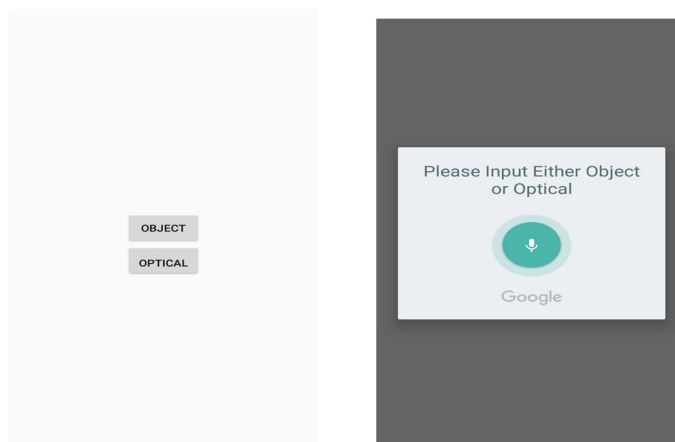 OBJECT
OPTICAL
Please Input Either Object
or Optical
Google